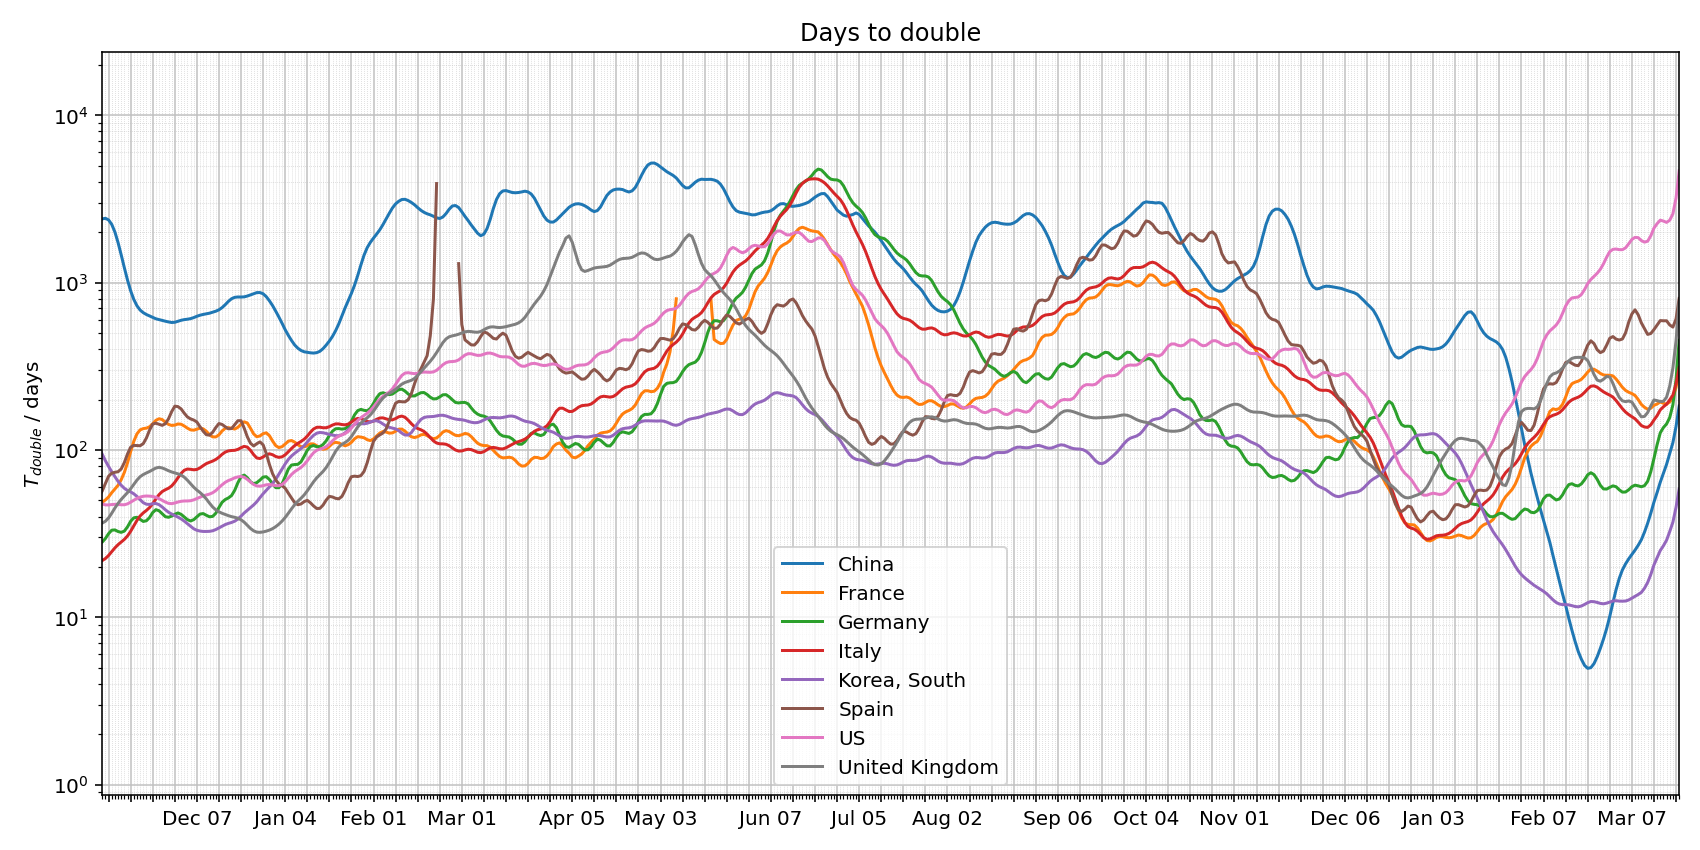 Days to double
T_double / days
10^4
10^3
10^2
10^1
10^0
China
France
Germany
Italy
Korea, South
Spain
US
United Kingdom
Dec 07 Jan 04 Feb 01 Mar 01 Apr 05 May 03 Jun 07 Jul 05 Aug 02 Sep 06 Oct 04 Nov 01 Dec 06 Jan 03 Feb 07 Mar 07